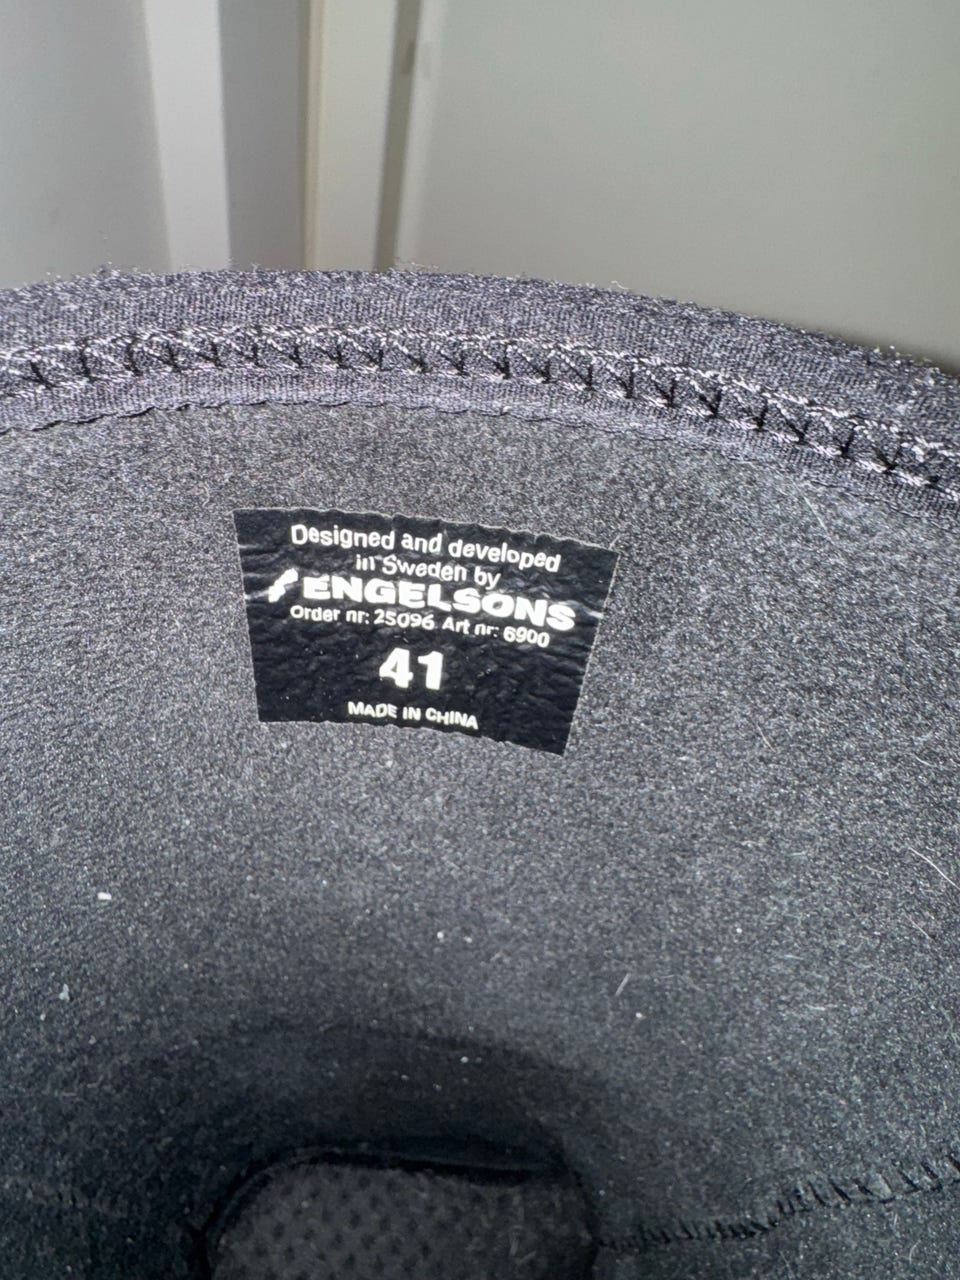 Designed and developed
in Sweden by
ENGELSONS
Order nr: 25096 Art nr: 6900
41
MADE IN CHINA